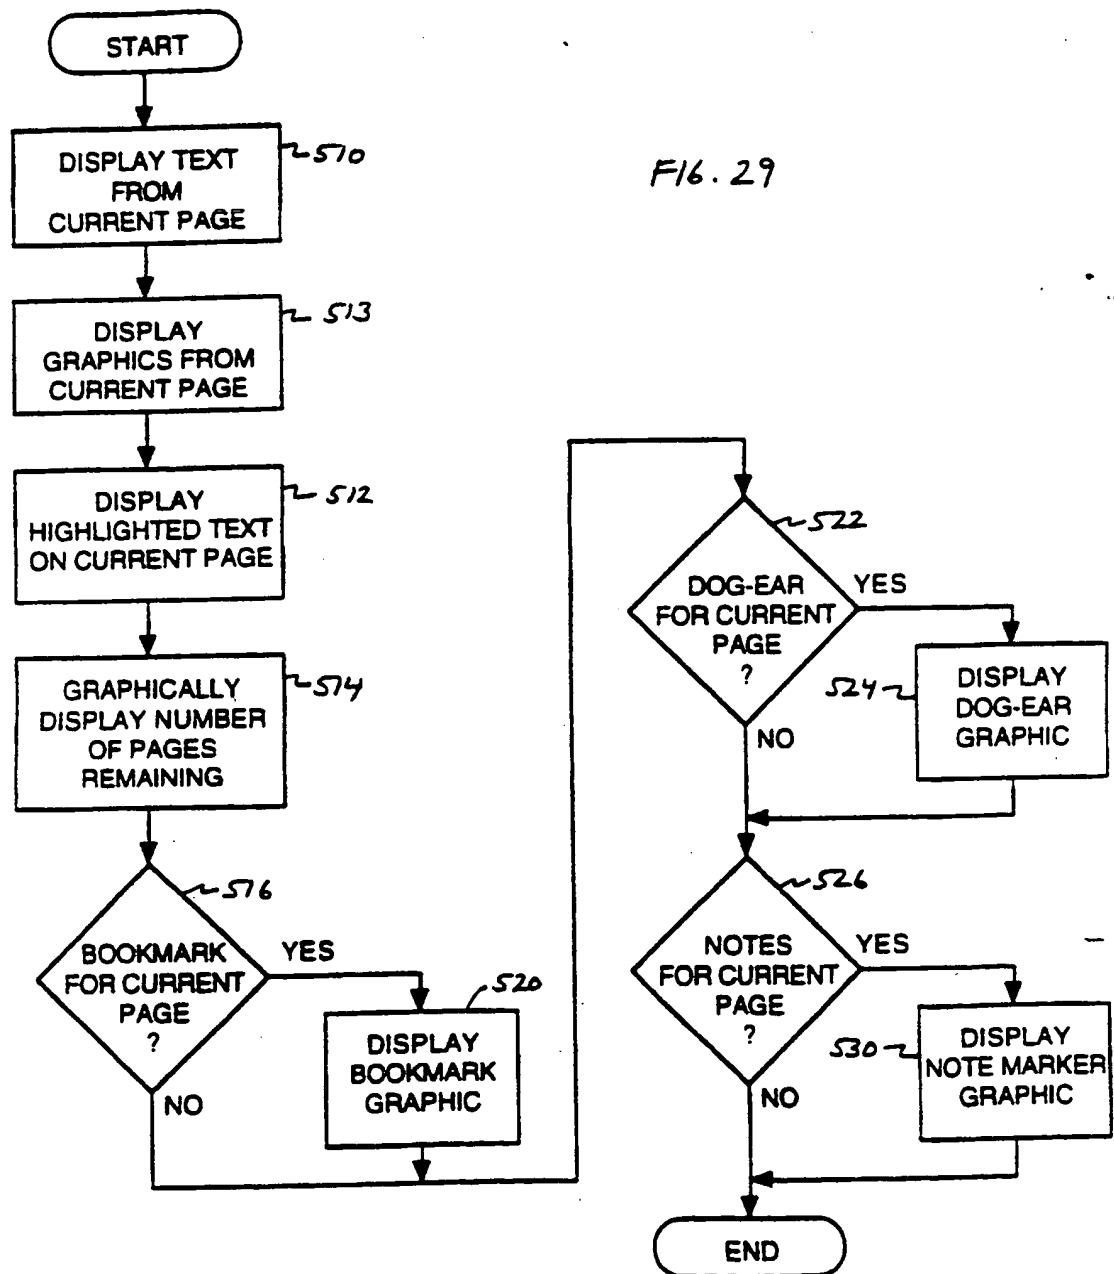 START
DISPLAY TEXT
FROM
CURRENT PAGE
510
FIG. 29
DISPLAY
GRAPHICS FROM
CURRENT PAGE
513
DISPLAY
HIGHLIGHTED TEXT
ON CURRENT PAGE
512
GRAPHICALLY
DISPLAY NUMBER
OF PAGES
REMAINING
514
BOOKMARK
FOR CURRENT
PAGE
?
516
YES
NO
520
DISPLAY
BOOKMARK
GRAPHIC
522
DOG-EAR
FOR CURRENT
PAGE
?
YES
NO
524
DISPLAY
DOG-EAR
GRAPHIC
526
NOTES
FOR CURRENT
PAGE
?
YES
NO
530
DISPLAY
NOTE MARKER
GRAPHIC
END